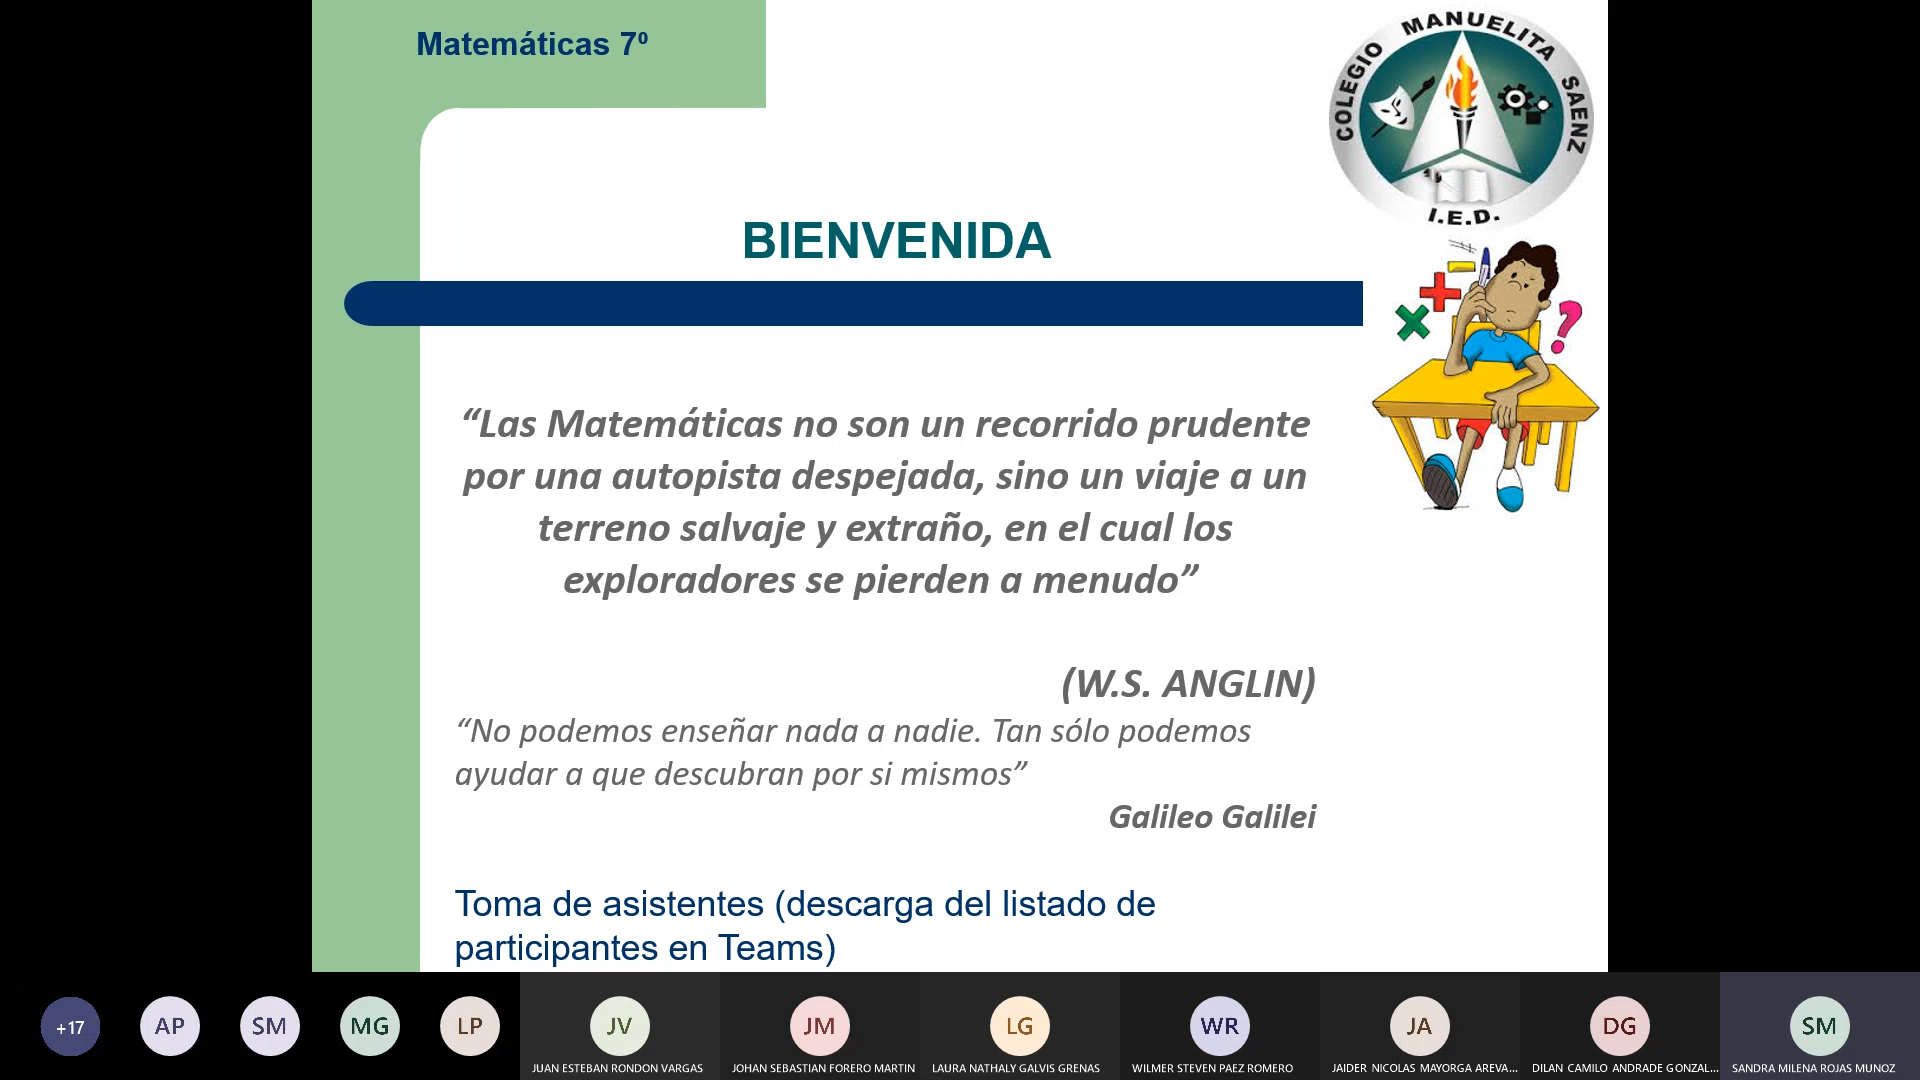 Matemáticas 7º
COLEGIO MANUELITA SAENZ
I.E.D.
BIENVENIDA
“Las Matemáticas no son un recorrido prudente
por una autopista despejada, sino un viaje a un
terreno salvaje y extraño, en el cual los
exploradores se pierden a menudo”
(W.S. ANGLIN)
“No podemos enseñar nada a nadie. Tan sólo podemos
ayudar a que descubran por si mismos”
Galileo Galilei
Toma de asistentes (descarga del listado de
participantes en Teams)
+17
AP
SM
MG
LP
JV
JUAN ESTEBAN RONDON VARGAS
JM
JOHAN SEBASTIAN FORERO MARTIN
LG
LAURA NATHALY GALVIS GRENAS
WR
WILMER STEVEN PAEZ ROMERO
JA
JAIDER NICOLAS MAYORGA AREVA...
DG
DILAN CAMILO ANDRADE GONZAL...
SM
SANDRA MILENA ROJAS MUNOZ